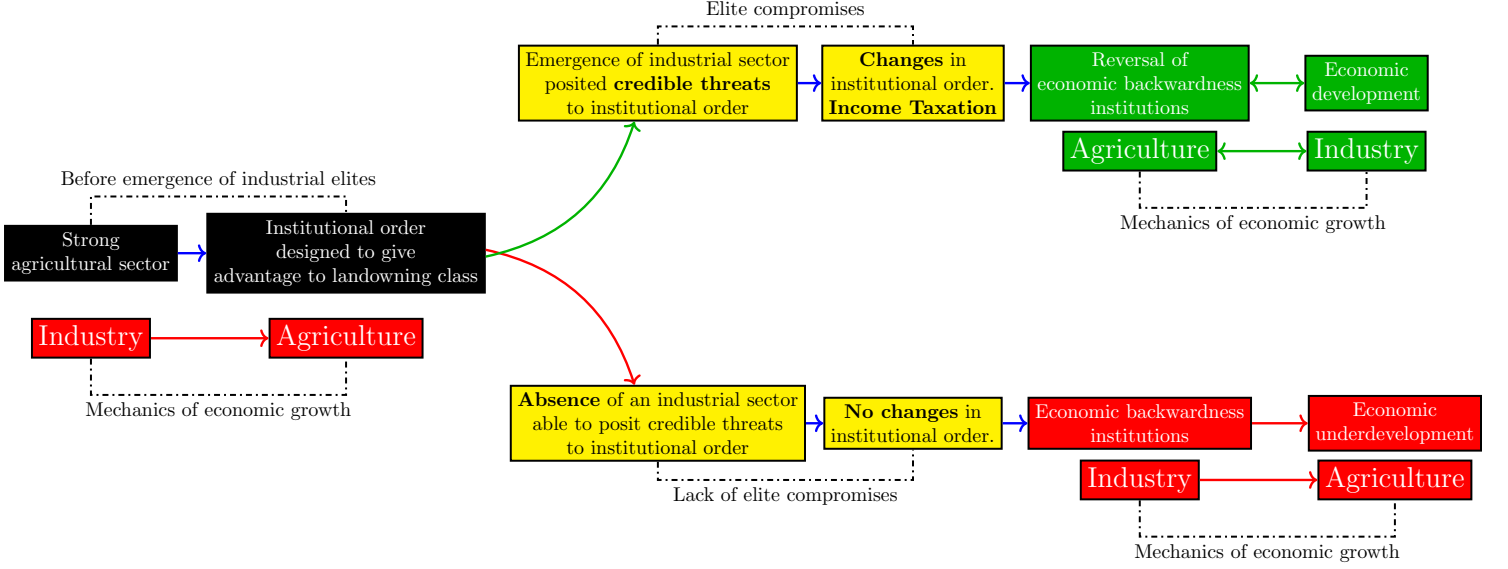 Elite compromises
Emergence of industrial sector
posited credible threats
to institutional order
Changes in
institutional order.
Income Taxation
Reversal of
economic backwardness
institutions
Economic
development
Agriculture
Industry
Mechanics of economic growth
Before emergence of industrial elites
Strong
agricultural sector
Institutional order
designed to give
advantage to landowning class
Industry
Agriculture
Mechanics of economic growth
Absence of an industrial sector
able to posit credible threats
to institutional order
No changes in
institutional order.
Lack of elite compromises
Economic backwardness
institutions
Economic
underdevelopment
Industry
Agriculture
Mechanics of economic growth